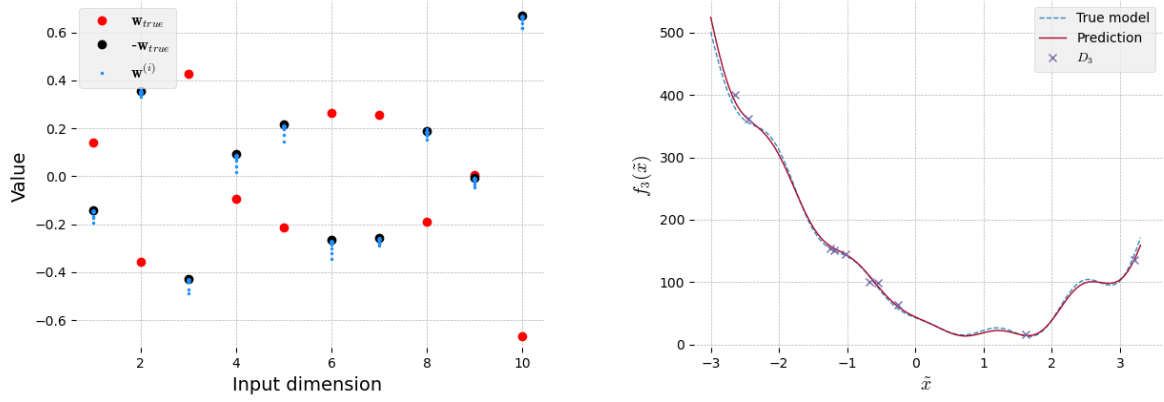 w_true
-w_true
w^(i)
0.6
0.4
0.2
0.0
−0.2
−0.4
−0.6
Value
2
4
6
8
10
Input dimension
True model
Prediction
D_3
500
400
300
200
100
0
f_3(x̃)
−3
−2
−1
0
1
2
3
x̃